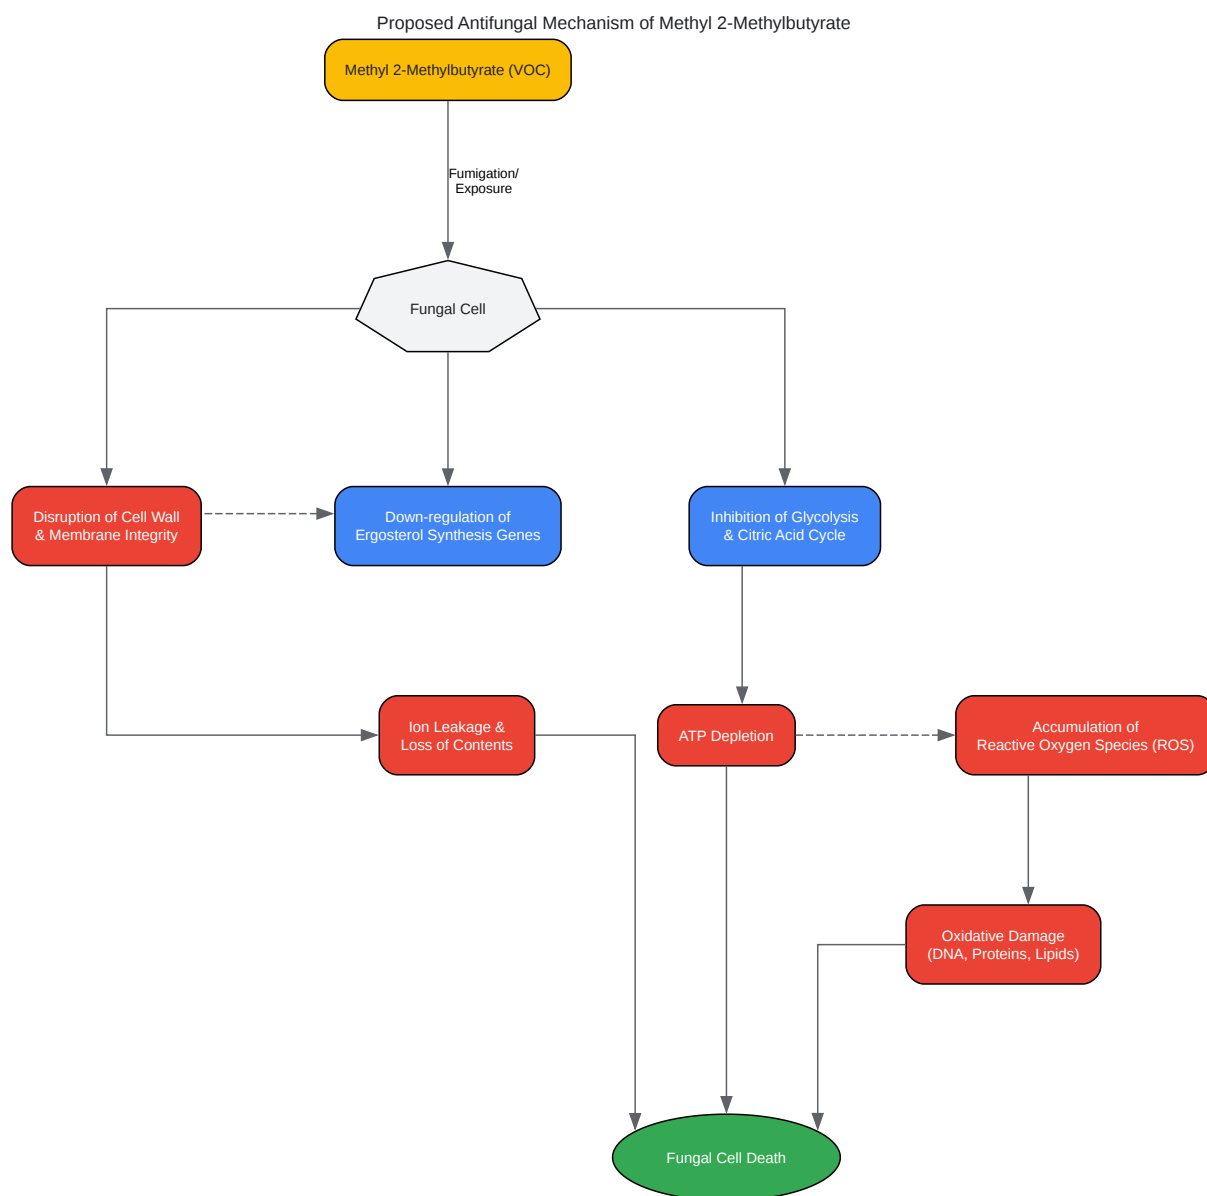 Proposed Antifungal Mechanism of Methyl 2-Methylbutyrate
Methyl 2-Methylbutyrate (VOC)
Fumigation/
Exposure
Fungal Cell
Disruption of Cell Wall
& Membrane Integrity
Down-regulation of
Ergosterol Synthesis Genes
Inhibition of Glycolysis
& Citric Acid Cycle
Ion Leakage &
Loss of Contents
ATP Depletion
Accumulation of
Reactive Oxygen Species (ROS)
Oxidative Damage
(DNA, Proteins, Lipids)
Fungal Cell Death